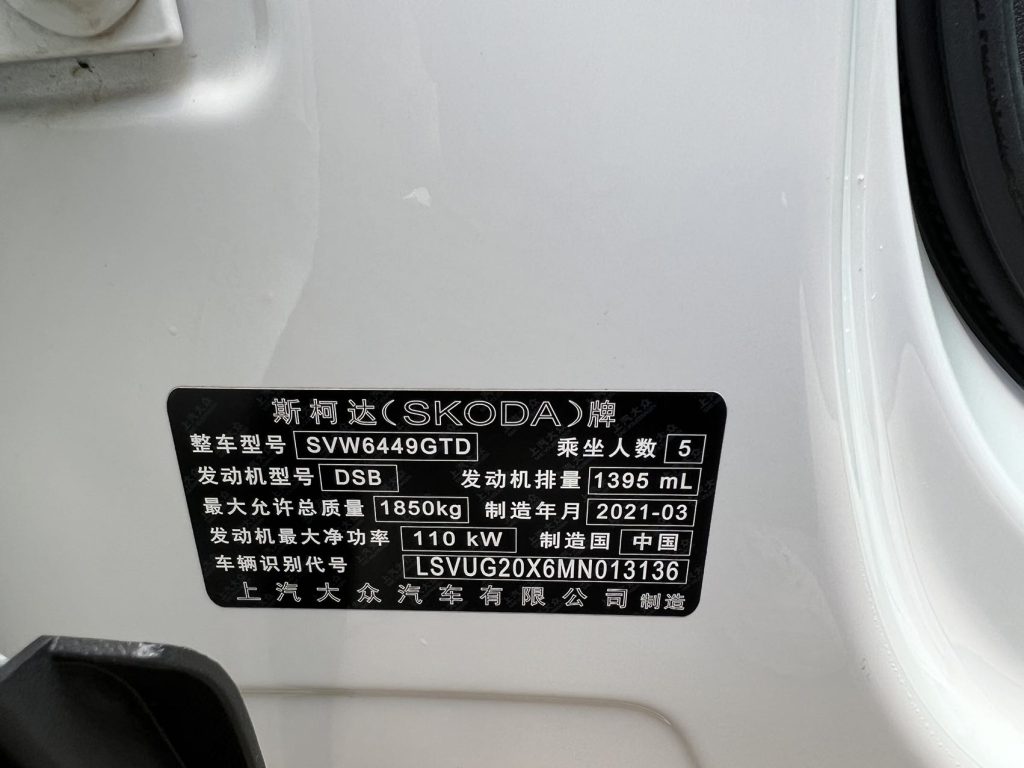 斯柯达(SKODA)牌
整车型号 SVW6449GTD 乘坐人数 5
发动机型号 DSB 发动机排量 1395 mL
最大允许总质量 1850kg 制造年月 2021-03
发动机最大净功率 110 kW 制造国 中国
车辆识别代号 LSVUG20X6MN013136
上汽大众汽车有限公司 制造